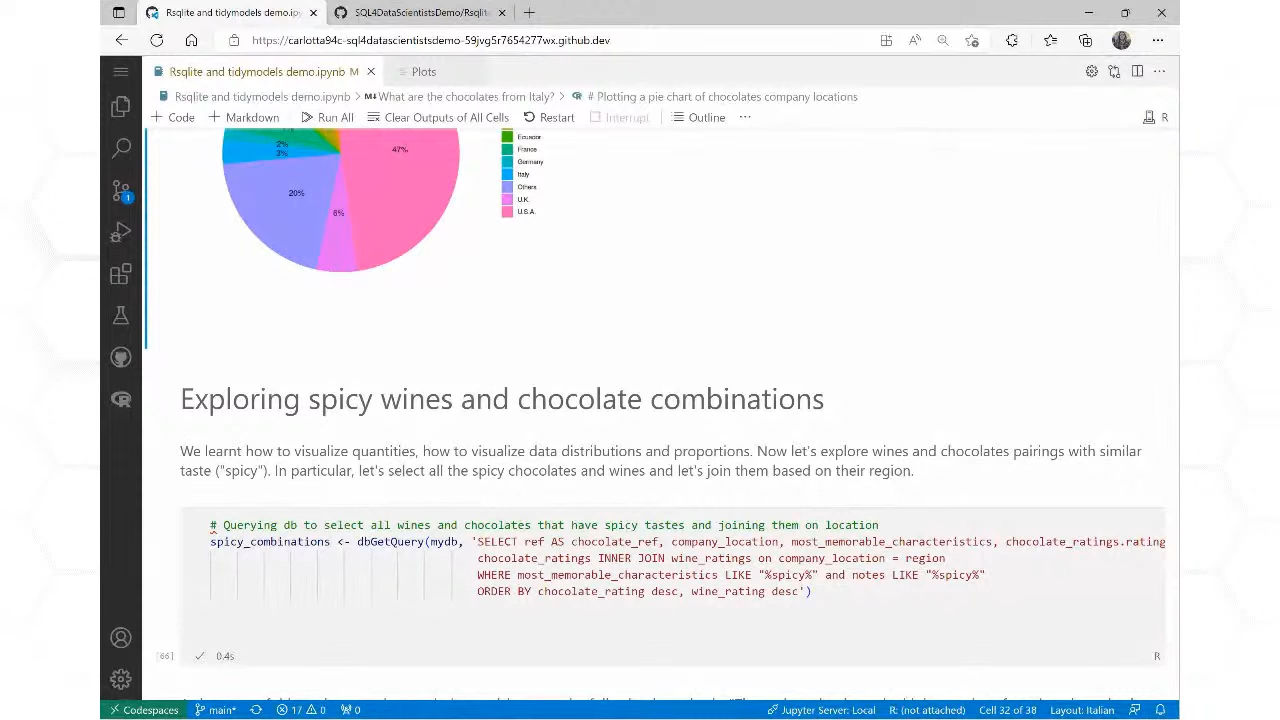 Rsqlite and tidymodels demo.ipy
SQL4DataScientistsDemo/Rsqlite
https://carlotta94c-sql4datascientistsdemo-59jvg5r7654277wx.github.dev
Rsqlite and tidymodels demo.ipynb M
Plots
Rsqlite and tidymodels demo.ipynb > M↓What are the chocolates from Italy? > # Plotting a pie chart of chocolates company locations
+ Code + Markdown Run All Clear Outputs of All Cells Restart Interrupt Outline ··· R
Ecuador
France
Germany
Italy
Others
U.K.
U.S.A.
2%
3%
47%
20%
6%
Exploring spicy wines and chocolate combinations
We learnt how to visualize quantities, how to visualize data distributions and proportions. Now let's explore wines and chocolates pairings with similar
taste ("spicy"). In particular, let's select all the spicy chocolates and wines and let's join them based on their region.
# Querying db to select all wines and chocolates that have spicy tastes and joining them on location
spicy_combinations <- dbGetQuery(mydb, 'SELECT ref AS chocolate_ref, company_location, most_memorable_characteristics, chocolate_ratings.rating
chocolate_ratings INNER JOIN wine_ratings on company_location = region
WHERE most_memorable_characteristics LIKE "%spicy%" and notes LIKE "%spicy%"
ORDER BY chocolate_rating desc, wine_rating desc')
[66] ✓ 0.4s R
Codespaces main* 17 0 0 Jupyter Server: Local R: (not attached) Cell 32 of 38 Layout: Italian